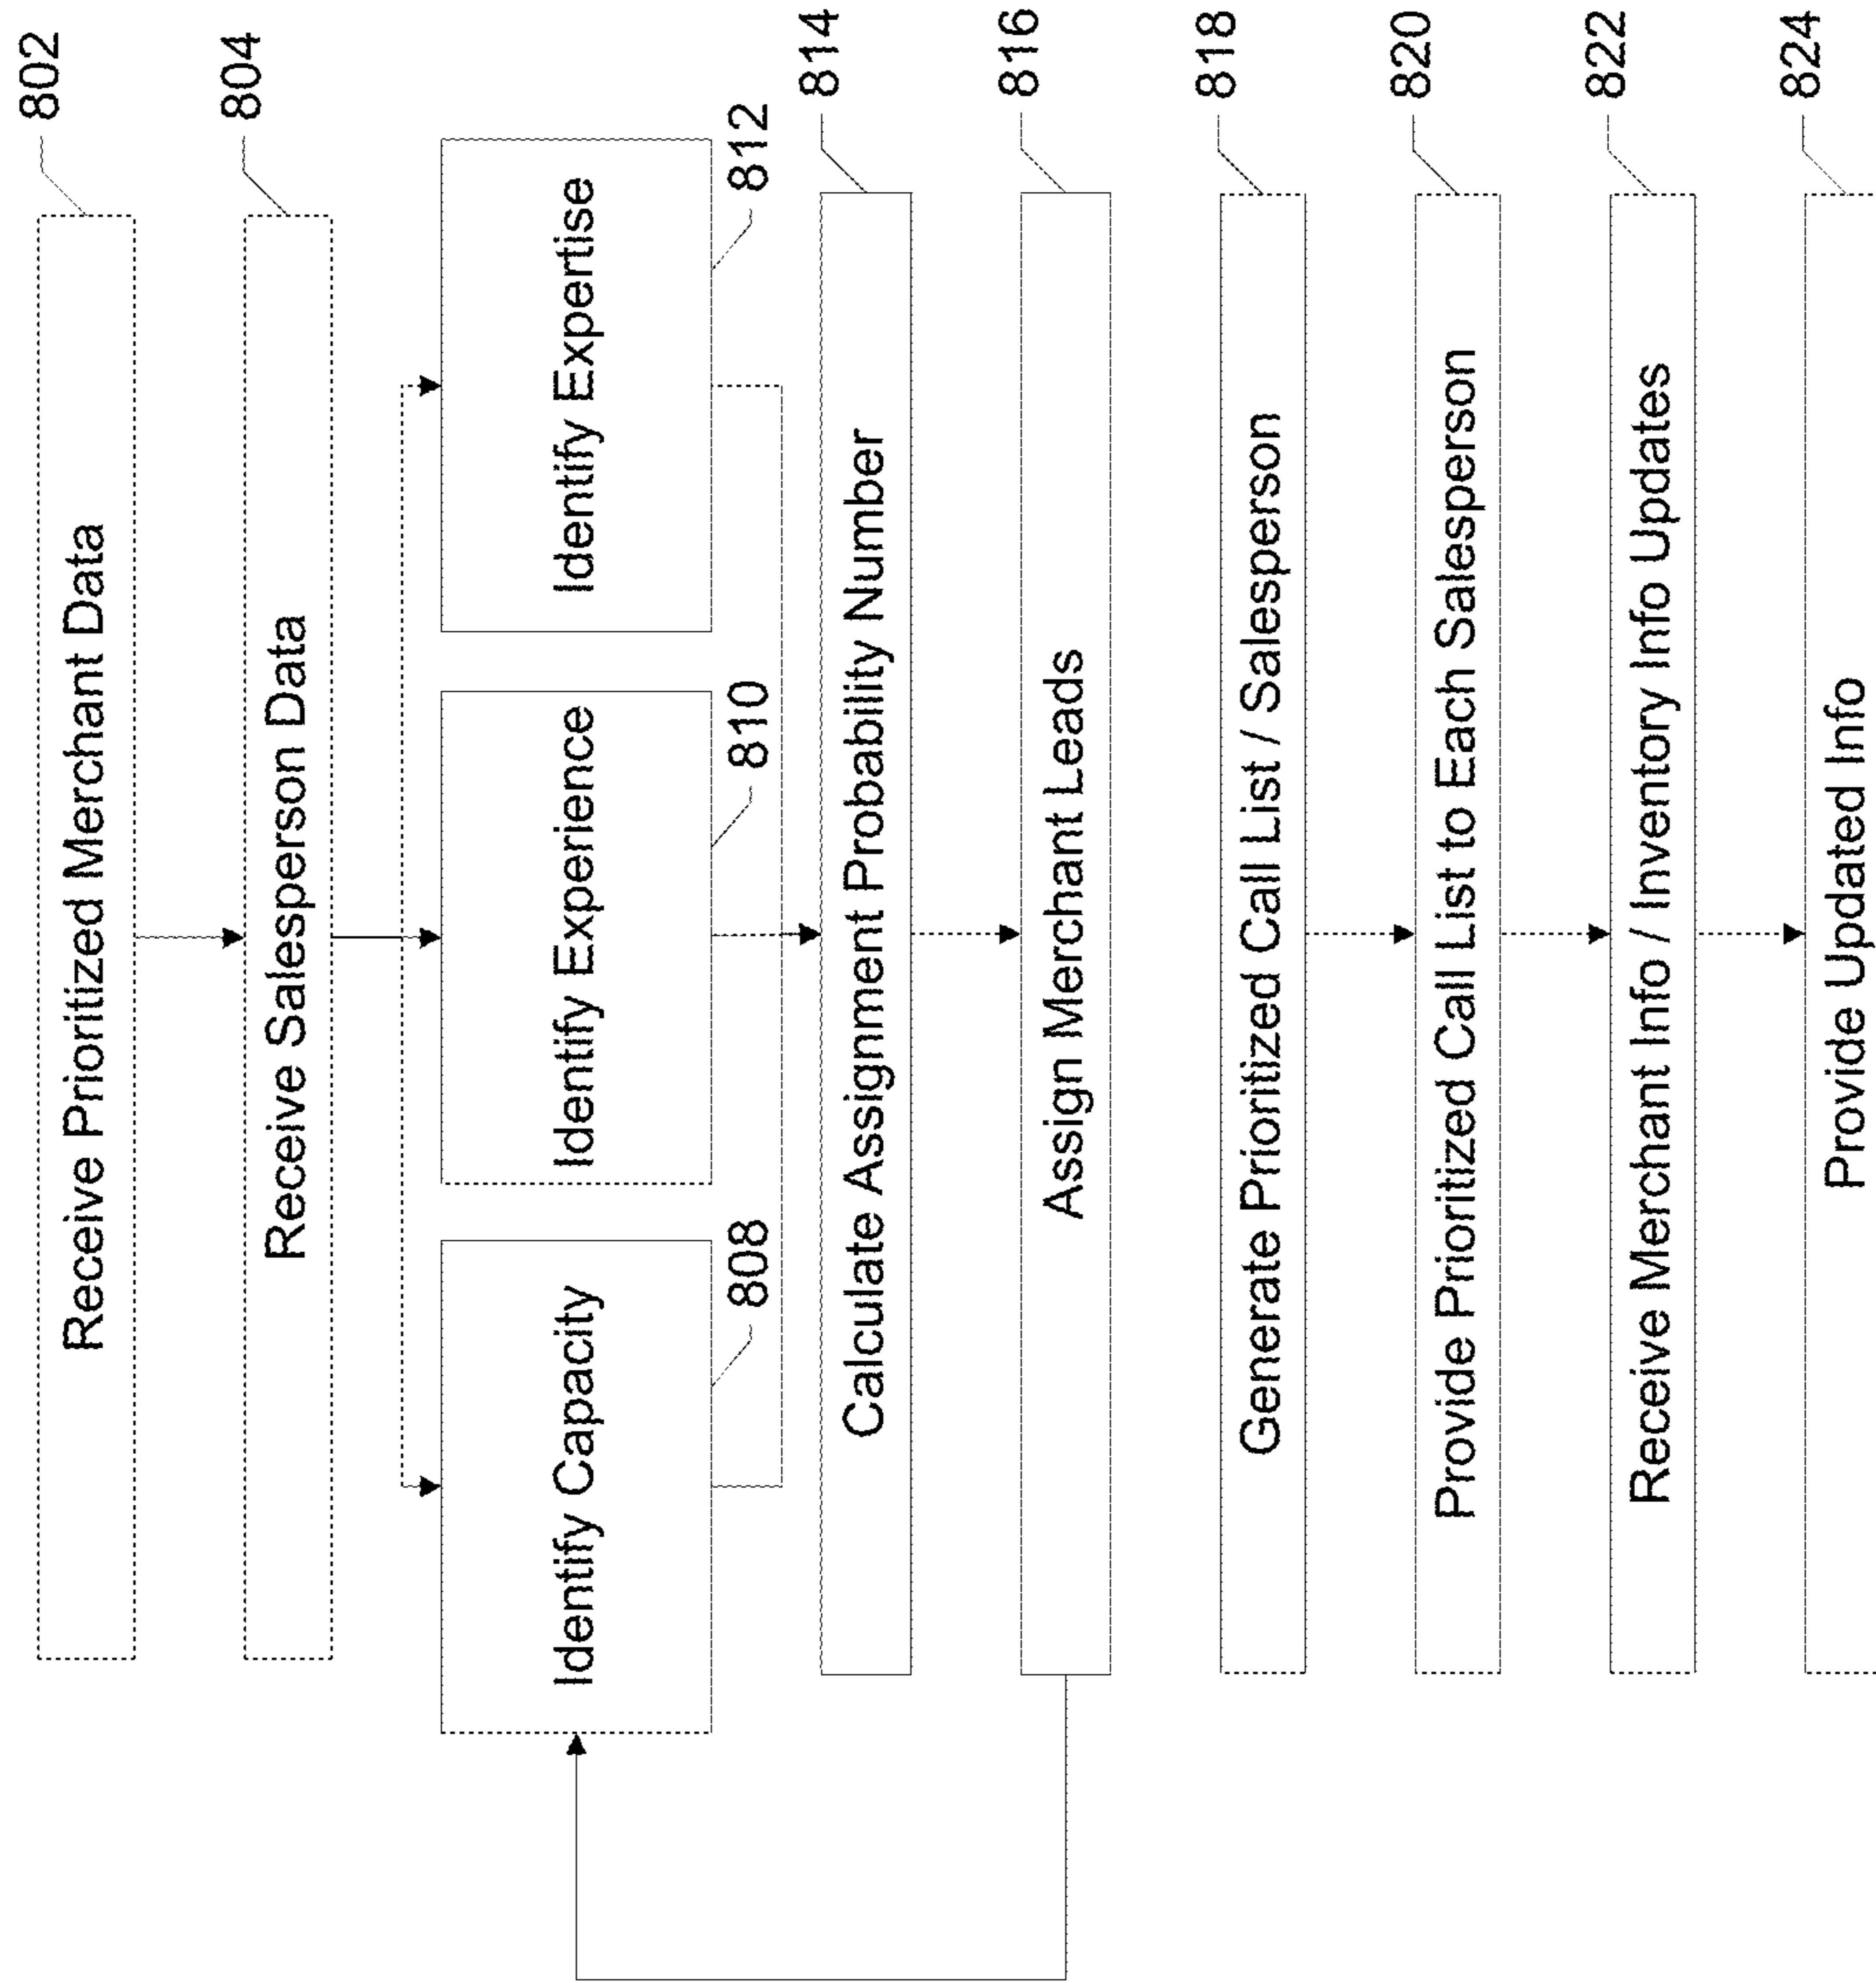 Receive Prioritized Merchant Data
802
Receive Salesperson Data
804
Identify Capacity
808
Identify Experience
810
Identify Expertise
812
Calculate Assignment Probability Number
814
Assign Merchant Leads
816
Generate Prioritized Call List / Salesperson
818
Provide Prioritized Call List to Each Salesperson
820
Receive Merchant Info / Inventory Info Updates
822
Provide Updated Info
824